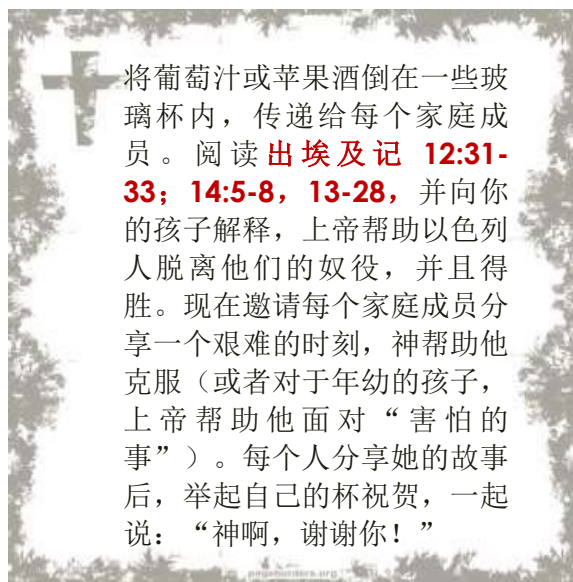 将葡萄汁或苹果酒倒在一些玻
璃杯内，传递给每个家庭成
员。阅读出埃及记 12:31-
33；14:5-8，13-28，并向你
的孩子解释，上帝帮助以色列
人脱离他们的奴役，并且得
胜。现在邀请每个家庭成员分
享一个艰难的时刻，神帮助他
克服（或者对于年幼的孩子，
上帝帮助他面对“害怕的
事”）。每个人分享她的故事
后，举起自己的杯祝贺，一起
说：“神啊，谢谢你！”
pageborders.org